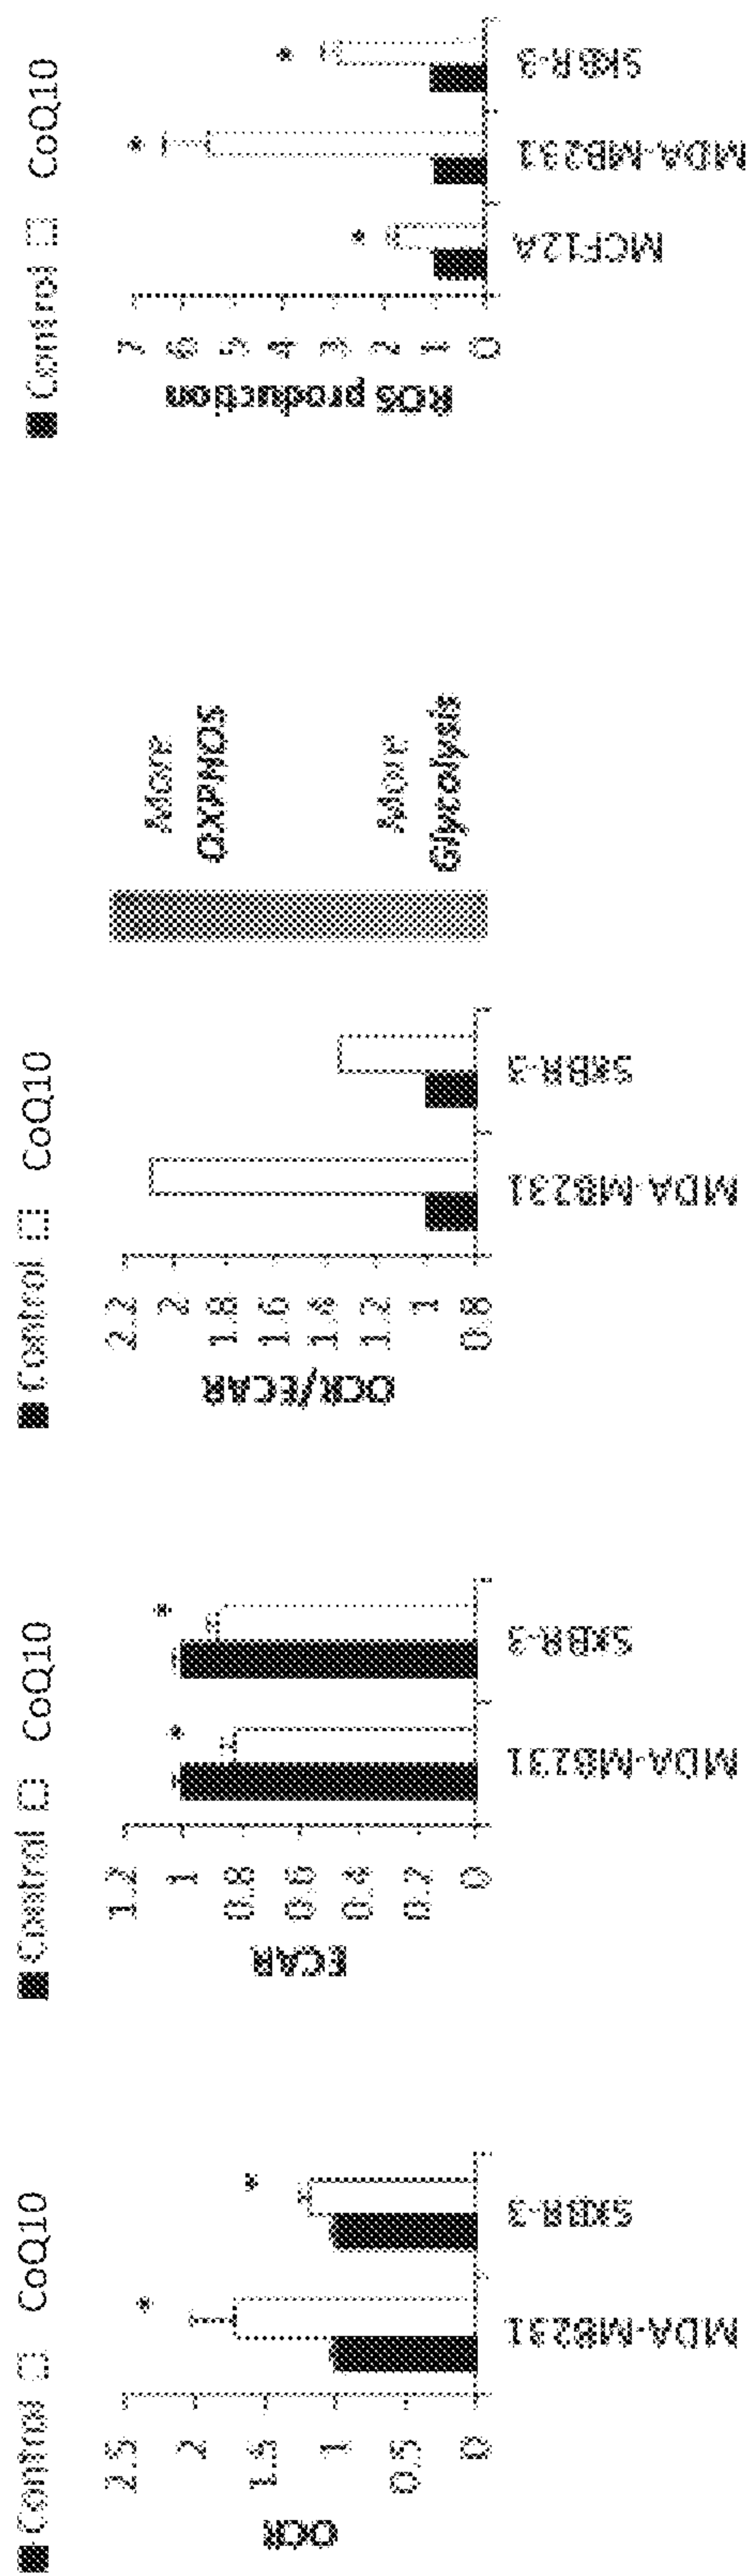 Control CoQ10
OCR
2.5
2
1.5
1
0.5
0
*
*
MDA-MB231
SKBR-3
Control CoQ10
ECAR
1.2
1
0.8
0.6
0.4
0.2
0
*
*
MDA-MB231
SKBR-3
Control CoQ10
OCR/ECAR
2.2
2
1.8
1.6
1.4
1.2
1
0.8
MDA-MB231
SKBR-3
More
OXPHOS
More
Glycolysis
Control CoQ10
ROS production
7
6
5
4
3
2
1
0
*
*
*
MCF12A
MDA-MB231
SKBR-3